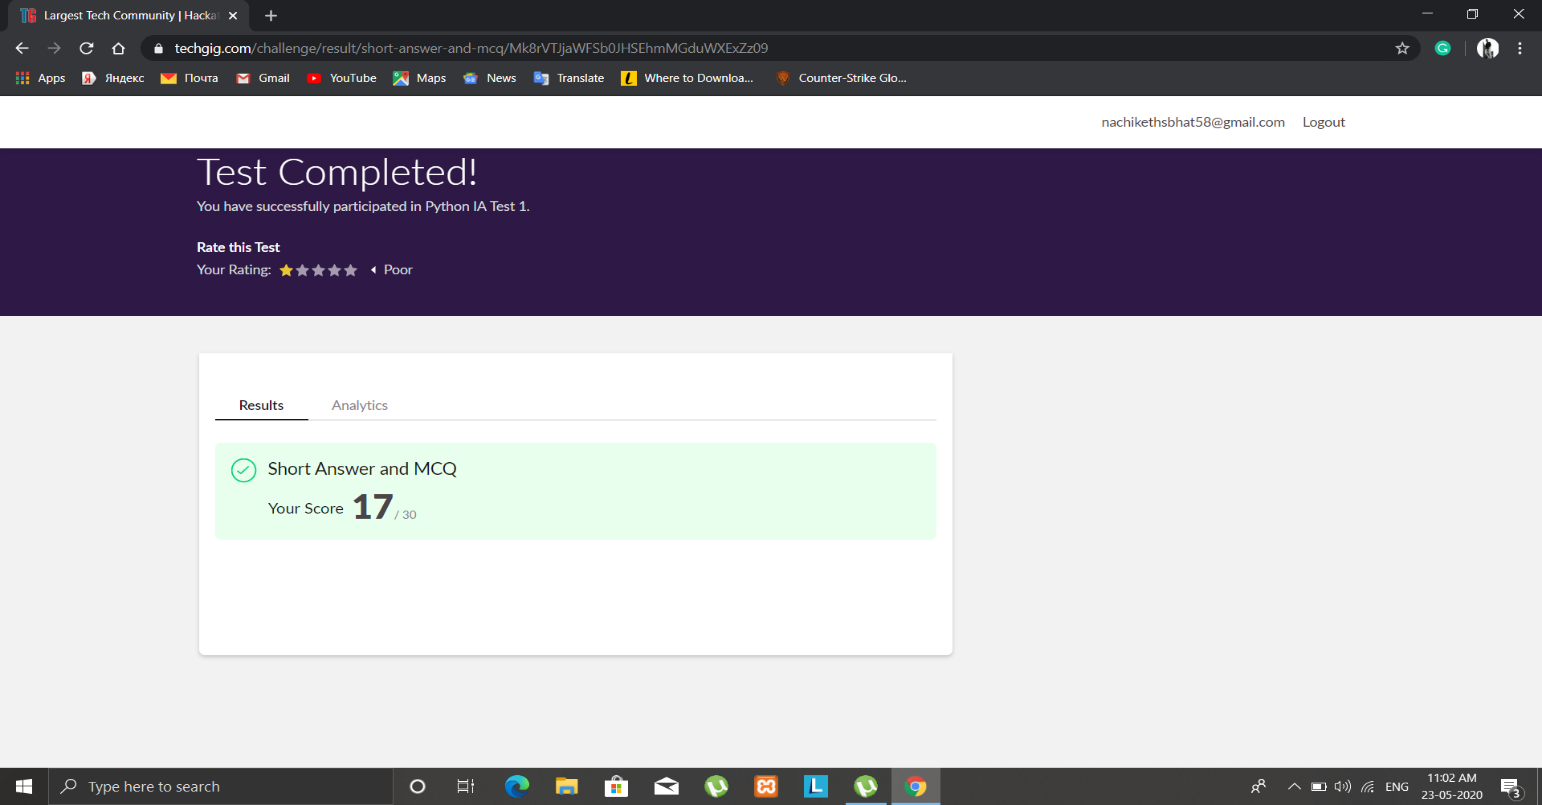 Largest Tech Community | Hacka
techgig.com/challenge/result/short-answer-and-mcq/Mk8rVTJjaWFSb0JHSEhmMGduWXExZz09
Apps Яндекс Почта Gmail YouTube Maps News Translate Where to Downloa... Counter-Strike Glo...
nachikethsbhat58@gmail.com Logout
Test Completed!
You have successfully participated in Python IA Test 1.
Rate this Test
Your Rating: Poor
Results Analytics
Short Answer and MCQ
Your Score 17 / 30
Type here to search
ENG
11:02 AM
23-05-2020
3